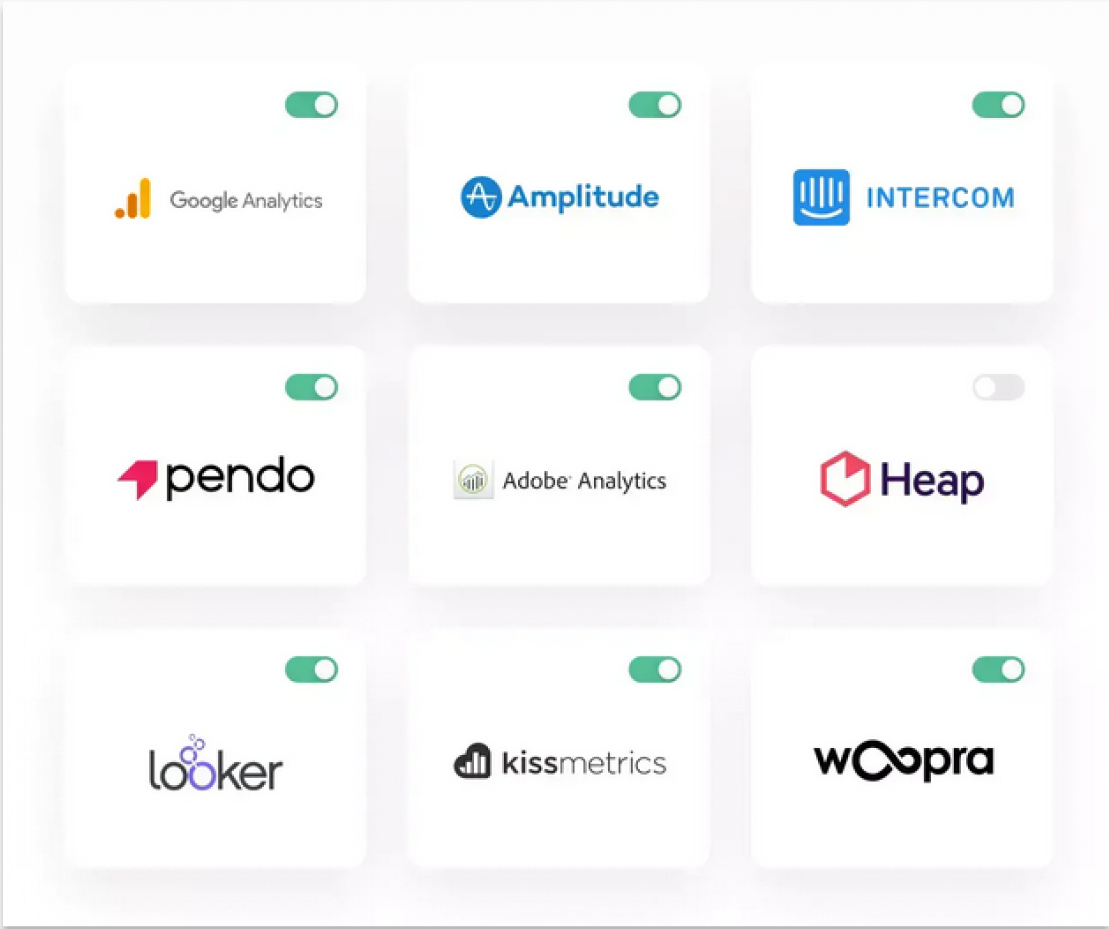 Google Analytics
Amplitude
INTERCOM
pendo
Adobe® Analytics
Heap
looker
kissmetrics
woopra